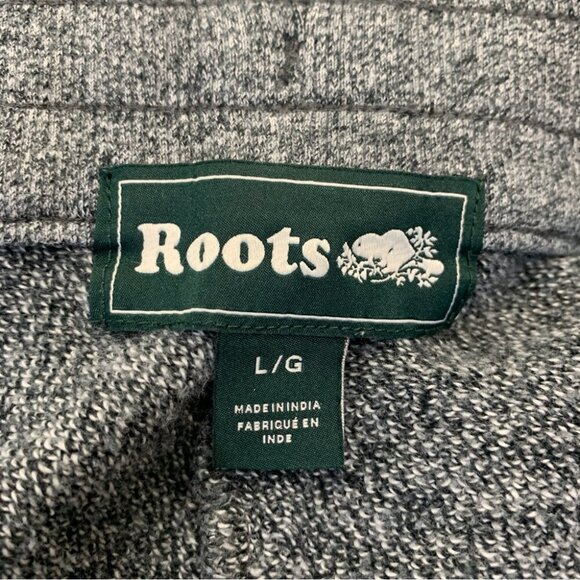 Roots
L/G
MADE IN INDIA
FABRIQUÉ EN
INDE